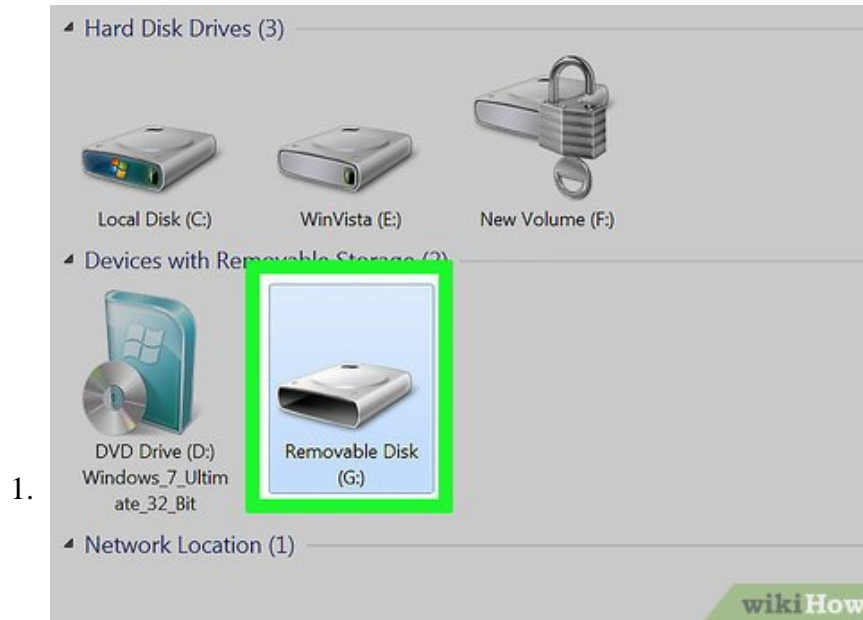 Hard Disk Drives (3)
Local Disk (C:)
WinVista (E:)
New Volume (F:)
Devices with Removable Storage (2)
DVD Drive (D:)
Windows_7_Ultim
ate_32_Bit
Removable Disk
(G:)
1.
Network Location (1)
wikiHow